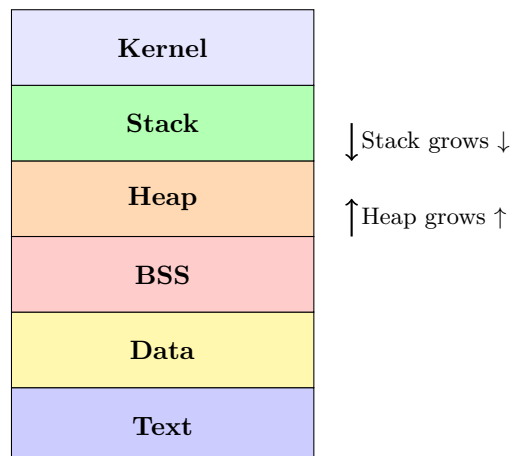 Kernel
Stack
Stack grows ↓
Heap
Heap grows ↑
BSS
Data
Text